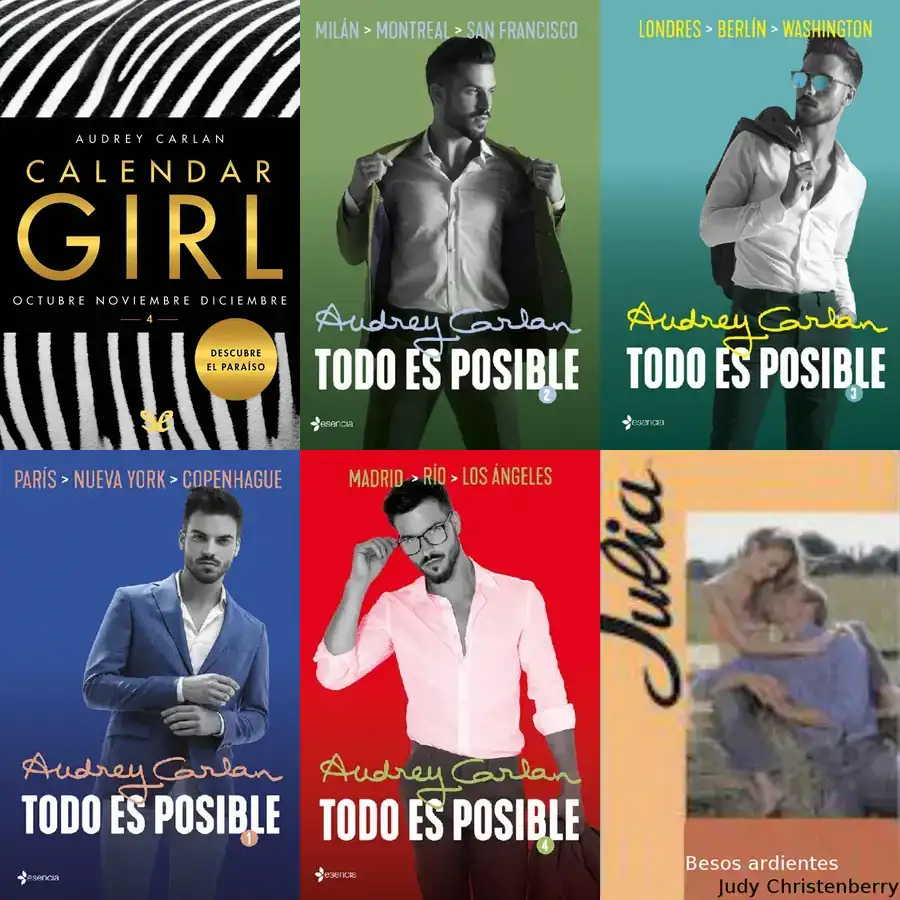 AUDREY CARLAN
CALENDAR
GIRL
OCTUBRE NOVIEMBRE DICIEMBRE
4
DESCUBRE
EL PARAÍSO
MILÁN > MONTREAL > SAN FRANCISCO
Audrey Carlan
TODO ES POSIBLE
2
esencia
LONDRES > BERLÍN > WASHINGTON
Audrey Carlan
TODO ES POSIBLE
3
esencia
PARÍS > NUEVA YORK > COPENHAGUE
Audrey Carlan
TODO ES POSIBLE
1
esencia
MADRID > RÍO > LOS ÁNGELES
Audrey Carlan
TODO ES POSIBLE
4
esencia
Julia
Besos ardientes
Judy Christenberry